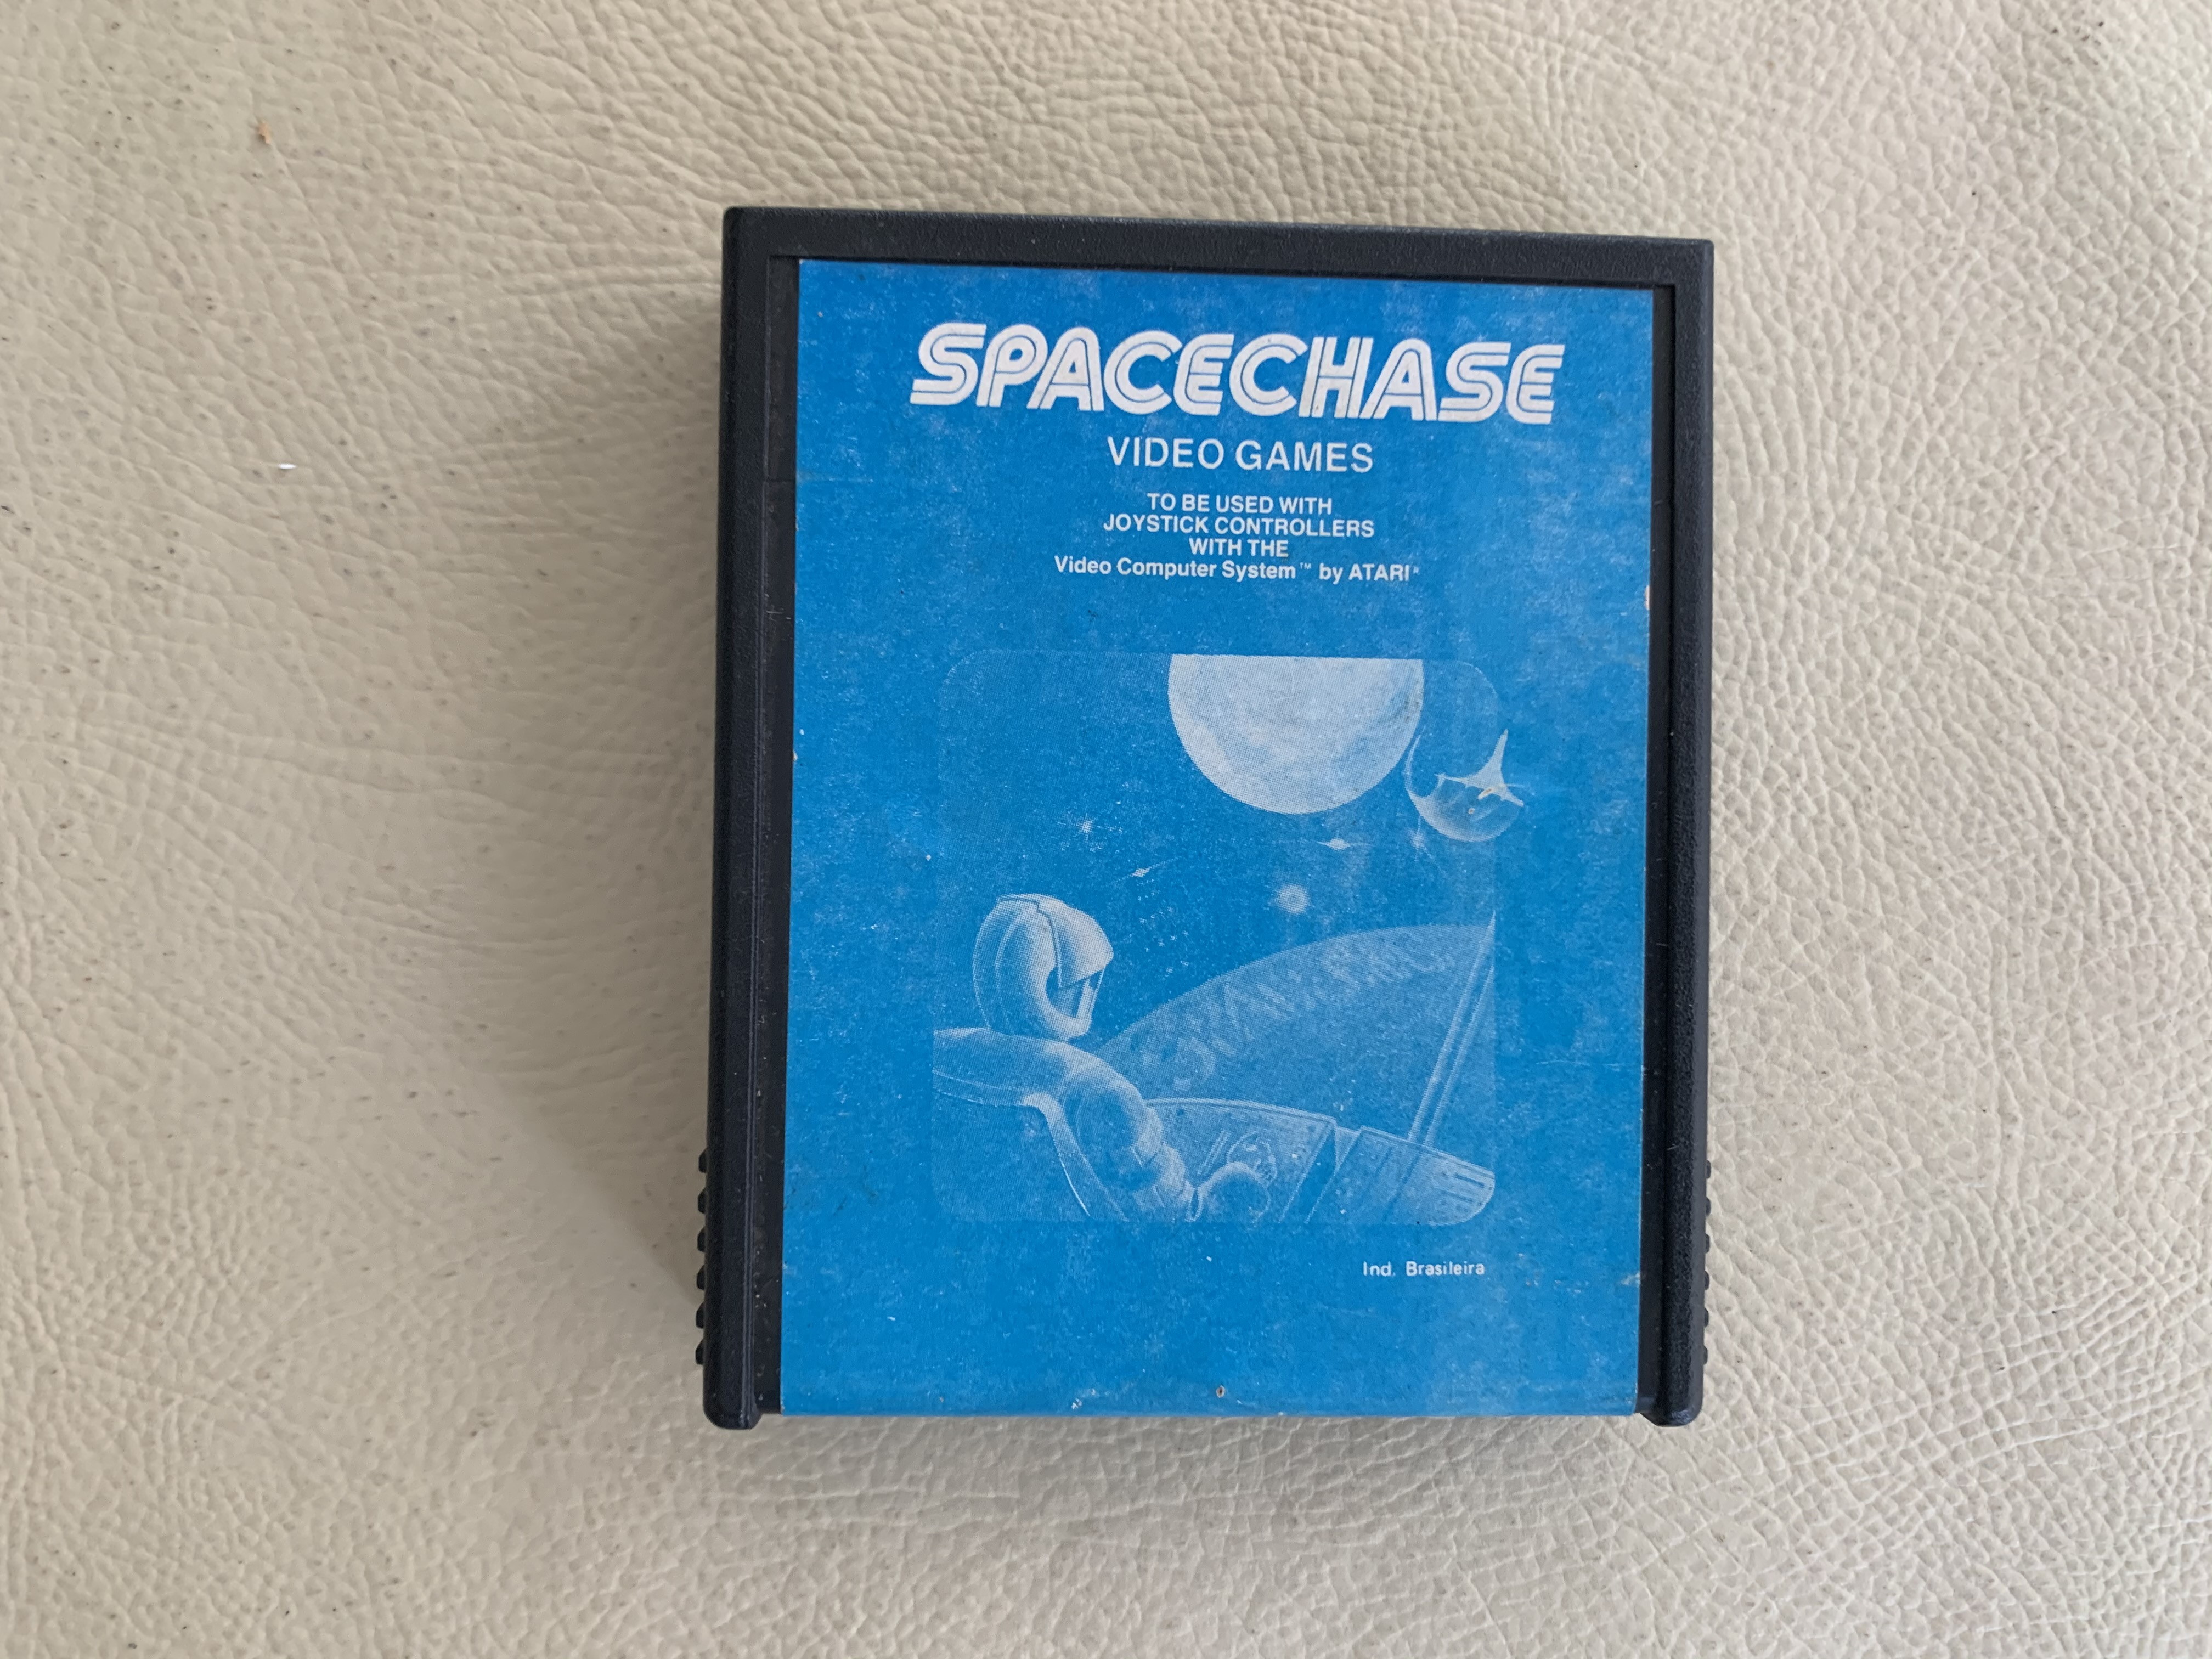 SPACECHASE
VIDEO GAMES
TO BE USED WITH
JOYSTICK CONTROLLERS
WITH THE
Video Computer System™ by ATARI®
Ind. Brasileira